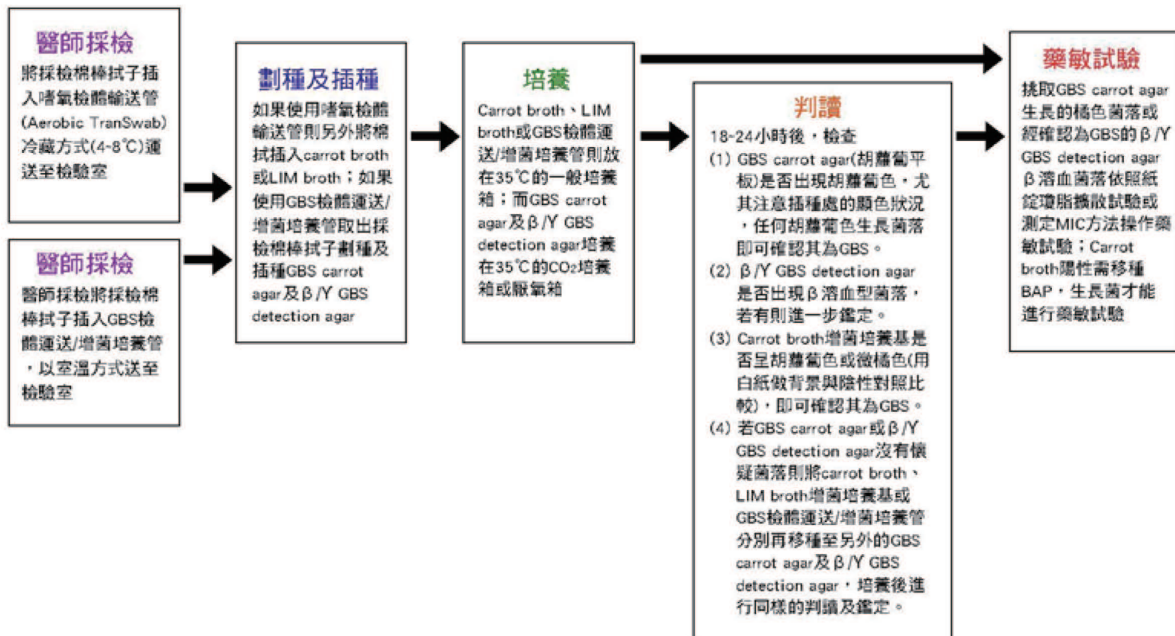 醫師採檢
將採檢棉棒拭子插
入嗜氧檢體輸送管
(Aerobic TranSwab)
冷藏方式(4~8℃)運
送至檢驗室
醫師採檢
醫師採檢將採檢棉
棒拭子插入GBS檢
體運送/增菌培養管
，以室溫方式送至
檢驗室
劃種及插種
如果使用嗜氧檢體
輸送管則另外將棉
拭插入carrot broth
或LIM broth；如果
使用GBS檢體運送/
增菌培養管取出採
檢棉棒拭子劃種及
插種GBS carrot
agar及β/γ GBS
detection agar
培養
Carrot broth、LIM
broth或GBS檢體運
送/增菌培養管則放
在35℃的一般培養
箱；而GBS carrot
agar及β/γ GBS
detection agar培養
在35℃的CO₂培養
箱或厭氧箱
判讀
18-24小時後，檢查
(1) GBS carrot agar(胡蘿蔔平
板)是否出現胡蘿蔔色，尤
其注意插種處的顯色狀況
，任何胡蘿蔔色生長菌落
即可確認其為GBS。
(2) β/γ GBS detection agar
是否出現β溶血型菌落，
若有則進一步鑑定。
(3) Carrot broth增菌培養基是
否呈胡蘿蔔色或微橘色(用
白紙做背景與陰性對照比
較)，即可確認其為GBS。
(4) 若GBS carrot agar或β/γ
GBS detection agar沒有懷
疑菌落則將carrot broth、
LIM broth增菌培養基或
GBS檢體運送/增菌培養管
分別再移種至另外的GBS
carrot agar及β/γ GBS
detection agar，培養後進
行同樣的判讀及鑑定。
藥敏試驗
挑取GBS carrot agar
生長的橘色菌落或
經確認為GBS的β/γ
GBS detection agar
β溶血菌落依照紙
錠瓊脂擴散試驗或
測定MIC方法操作藥
敏試驗；Carrot
broth陽性需移種
BAP，生長菌才能
進行藥敏試驗